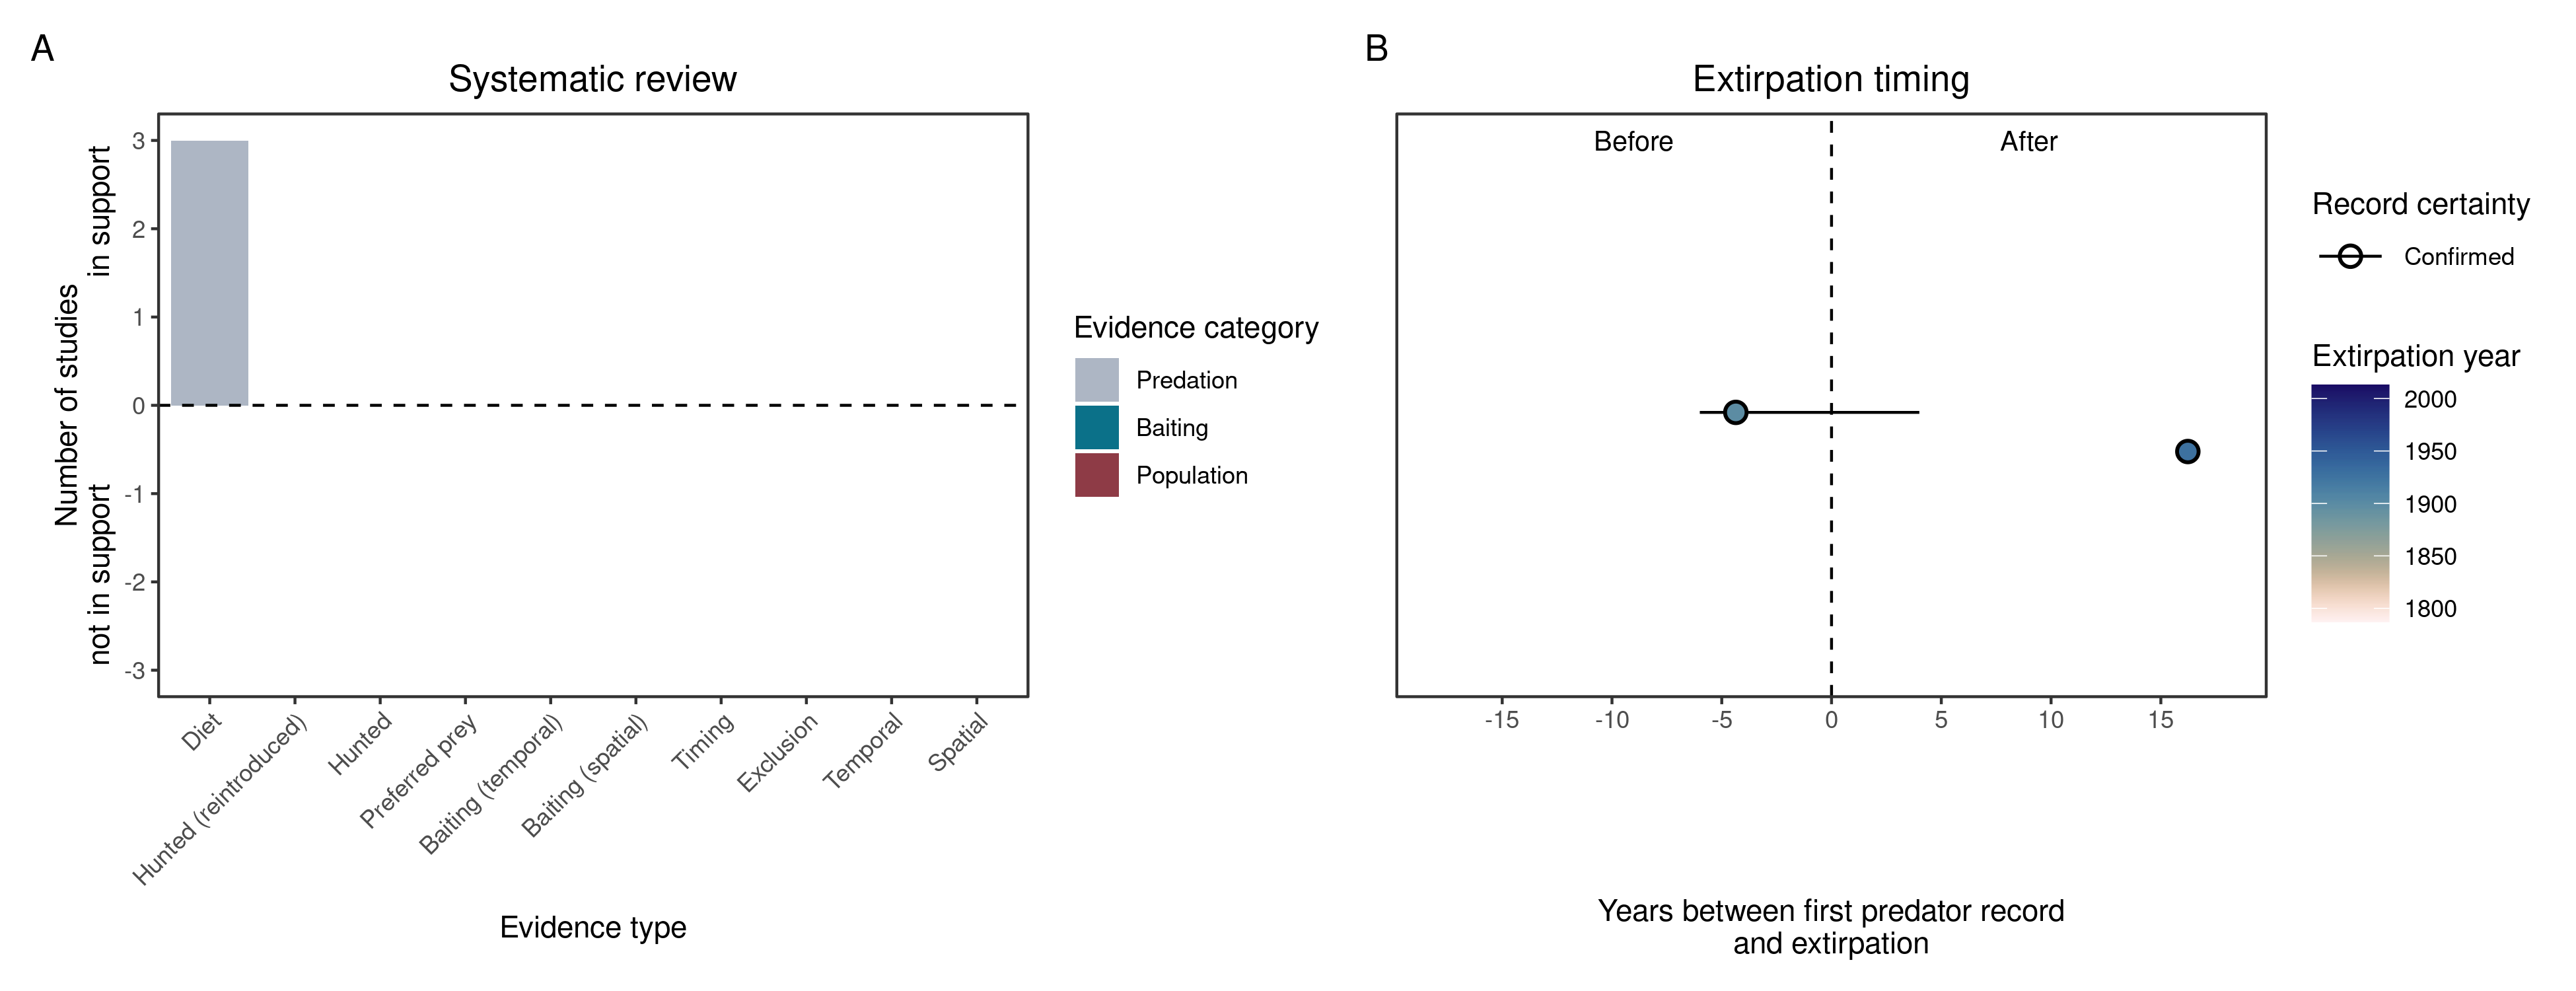 A
Systematic review
Number of studies
in support
not in support
3
2
1
0
-1
-2
-3
Diet
Hunted (reintroduced)
Hunted
Preferred prey
Baiting (temporal)
Baiting (spatial)
Timing
Exclusion
Temporal
Spatial
Evidence type
Evidence category
Predation
Baiting
Population
B
Extirpation timing
Before
After
-15
-10
-5
0
5
10
15
Years between first predator record
and extirpation
Record certainty
Confirmed
Extirpation year
2000
1950
1900
1850
1800